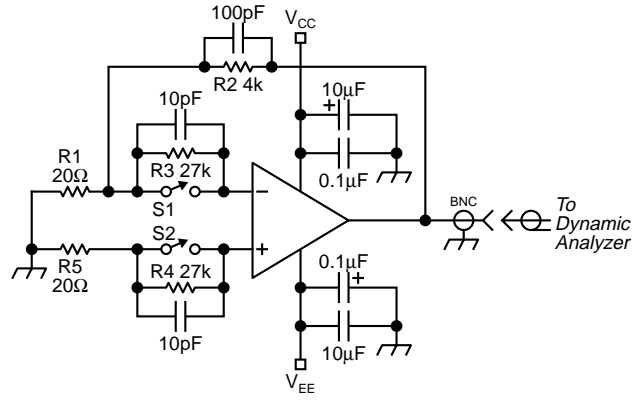 100pF
VCC
R2 4k
10pF
10µF
+
R1
20Ω
R3 27k
0.1µF
S1
−
BNC
To
Dynamic
Analyzer
S2
+
R5
20Ω
R4 27k
0.1µF
+
10pF
10µF
VEE